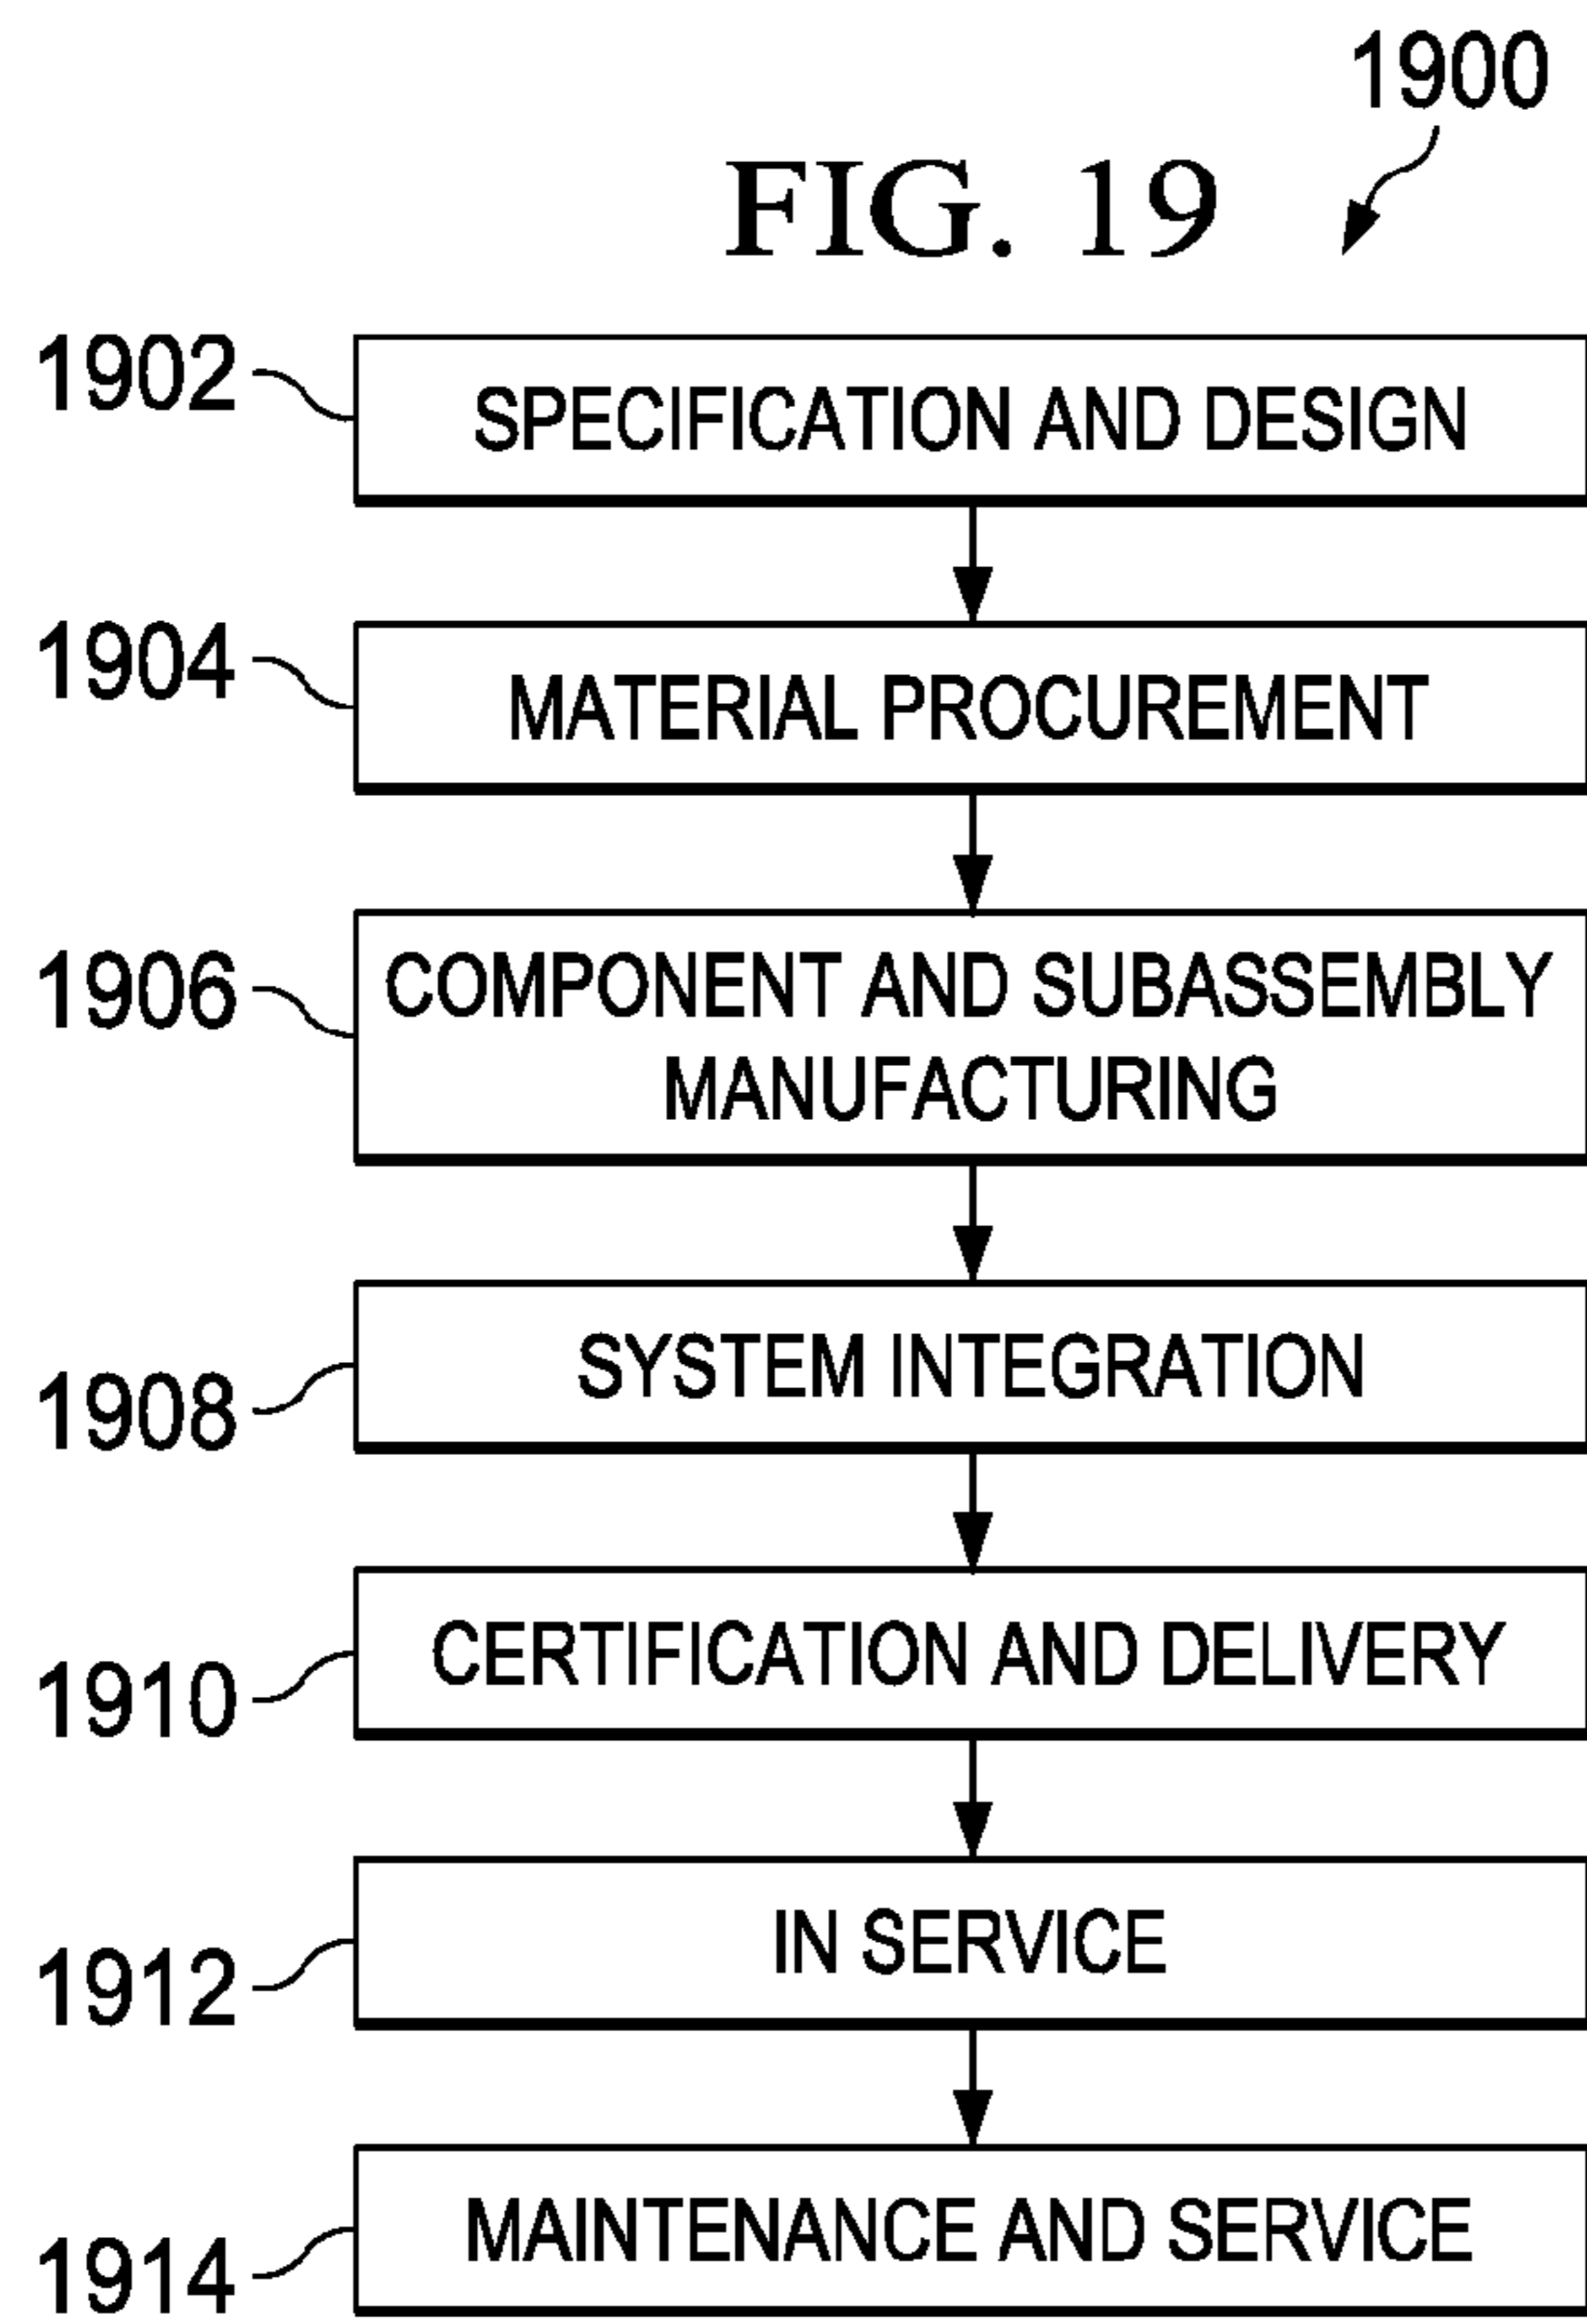 1900
FIG. 19
1902
SPECIFICATION AND DESIGN
1904
MATERIAL PROCUREMENT
1906
COMPONENT AND SUBASSEMBLY
MANUFACTURING
1908
SYSTEM INTEGRATION
1910
CERTIFICATION AND DELIVERY
1912
IN SERVICE
1914
MAINTENANCE AND SERVICE